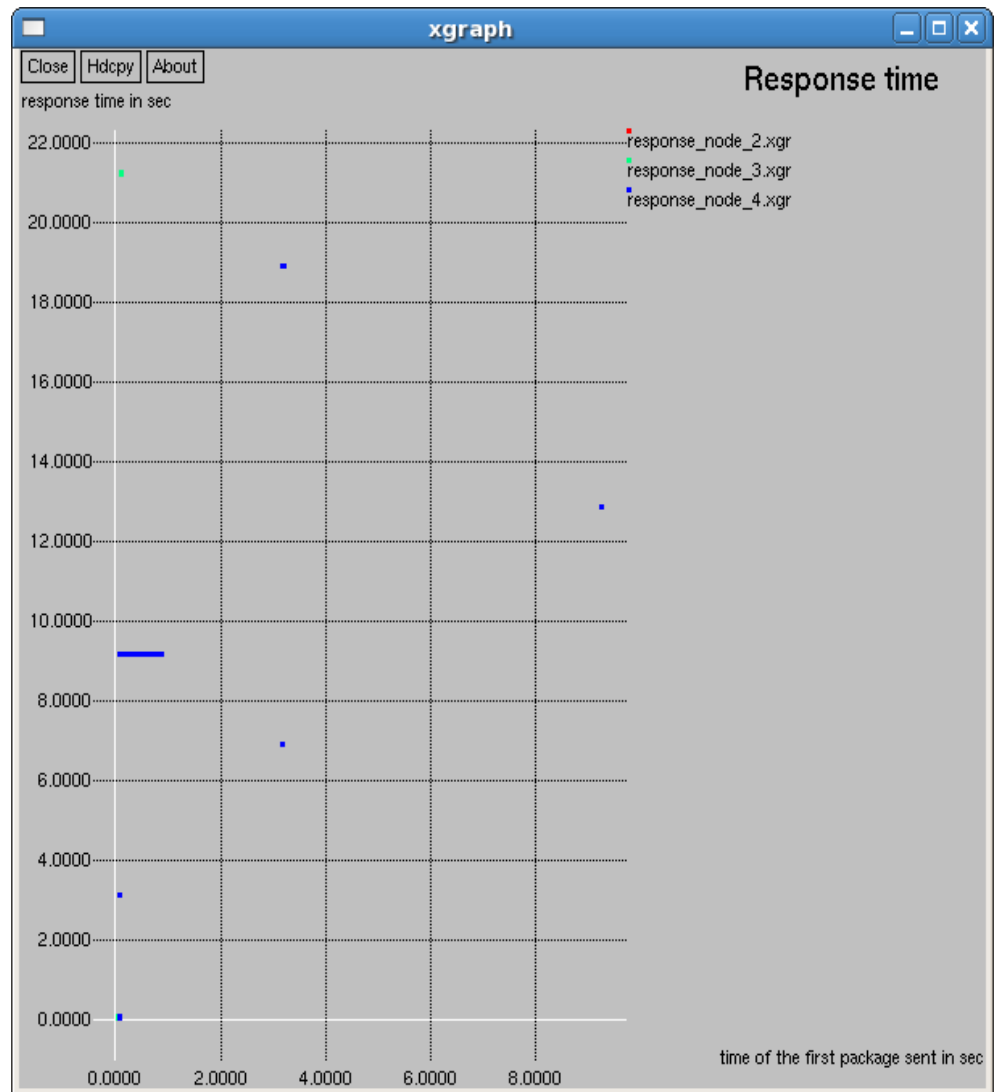 xgraph
Close Hdcpy About
Response time
response time in sec
22.0000
20.0000
18.0000
16.0000
14.0000
12.0000
10.0000
8.0000
6.0000
4.0000
2.0000
0.0000
response_node_2.xgr
response_node_3.xgr
response_node_4.xgr
time of the first package sent in sec
0.0000 2.0000 4.0000 6.0000 8.0000